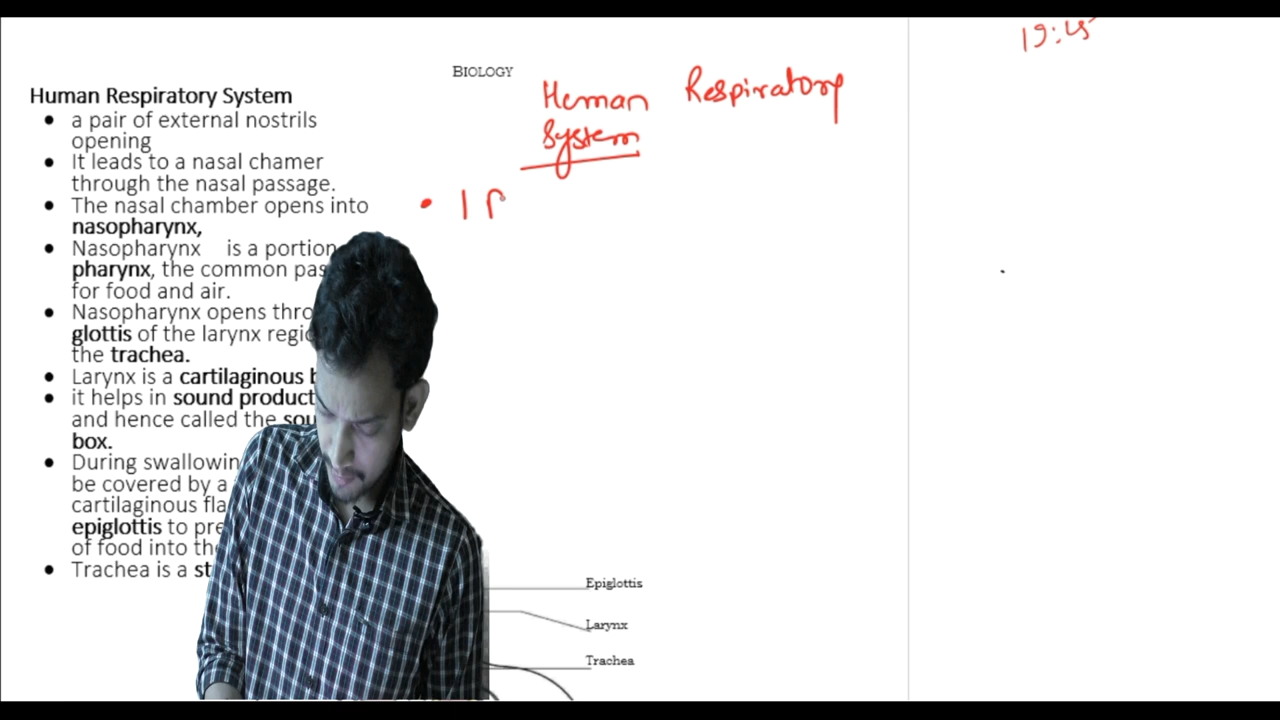 19:45
BIOLOGY
Human Respiratory
System
• 1
Human Respiratory System
• a pair of external nostrils
opening
• It leads to a nasal chamer
through the nasal passage.
• The nasal chamber opens into
nasopharynx,
• Nasopharynx is a portion
pharynx, the common pas
for food and air.
• Nasopharynx opens thro
glottis of the larynx regi
the trachea.
• Larynx is a cartilaginous
• it helps in sound product
and hence called the sou
box.
• During swallowin
be covered by a
cartilaginous fla
epiglottis to pre
of food into th
• Trachea is a st
Epiglottis
Larynx
Trachea